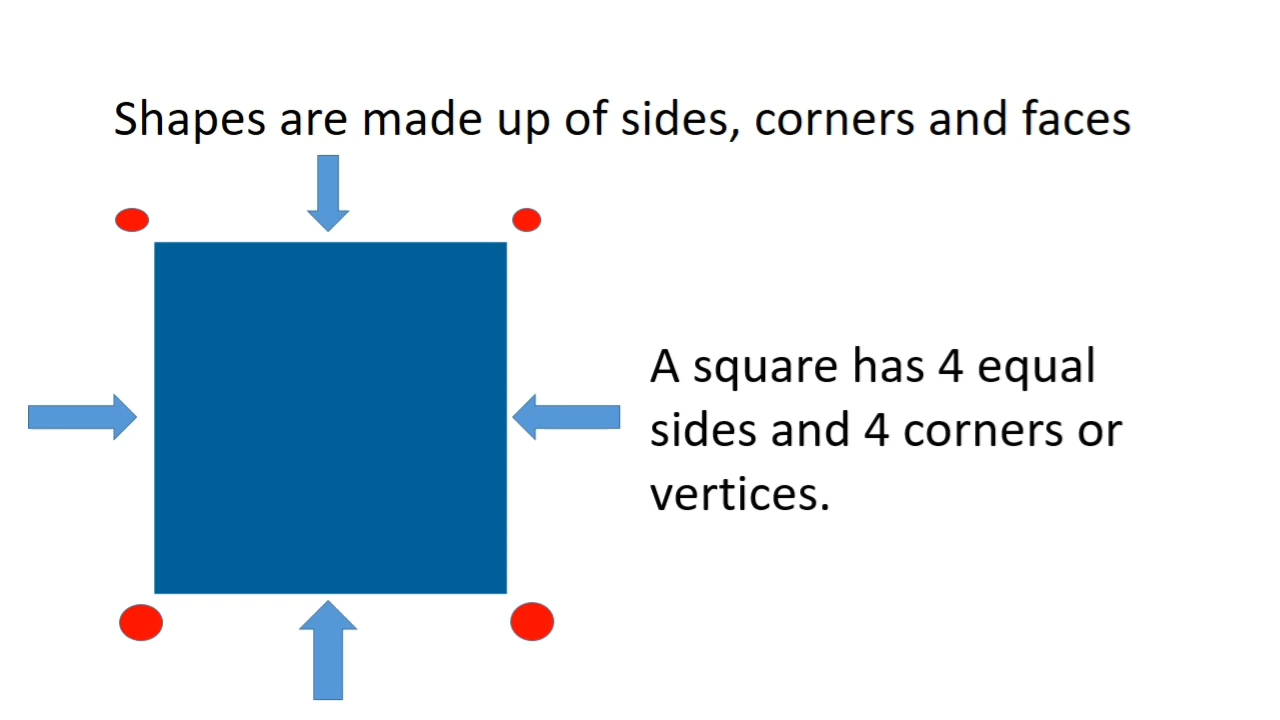 Shapes are made up of sides, corners and faces
A square has 4 equal
sides and 4 corners or
vertices.